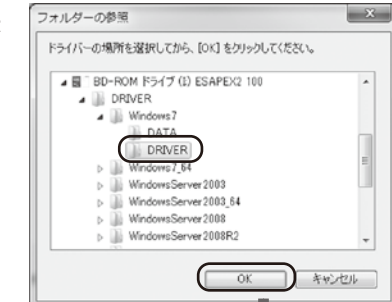 フォルダーの参照
ドライバーの場所を選択してから、[OK] をクリックしてください。
BD-ROM ドライブ (I) ESAPEX2 100
DRIVER
Windows7
DATA
DRIVER
Windows7_64
WindowsServer2003
WindowsServer2003_64
WindowsServer2008
WindowsServer2008R2
OK キャンセル